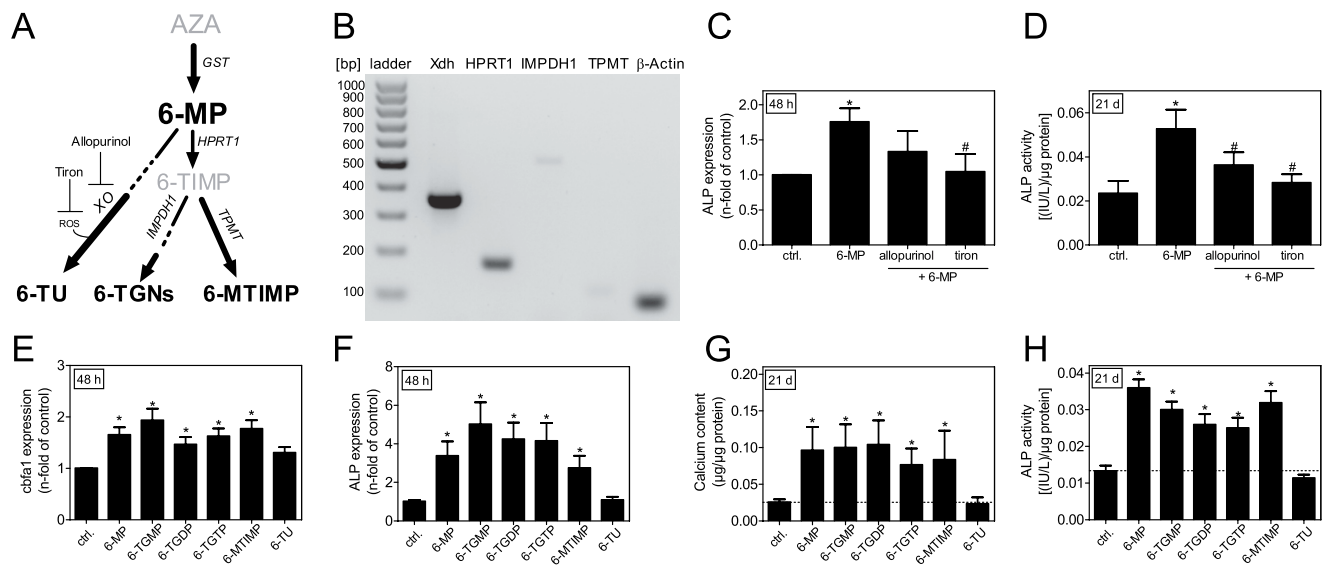 A
AZA
GST
6-MP
Allopurinol
HPRT1
Tiron
6-TIMP
XO
ROS
IMPDH1
TPMT
6-TU 6-TGNs 6-MTIMP
B
[bp] ladder Xdh HPRT1 IMPDH1 TPMT β-Actin
1000
900
800
700
600
500
400
300
200
100
C
48 h
ALP expression
(n-fold of control)
2.0
1.5
1.0
0.5
0.0
*
#
ctrl. 6-MP allopurinol tiron
+ 6-MP
D
21 d
ALP activity
[(IU/L)/µg protein]
0.06
0.04
0.02
0.00
*
#
#
ctrl. 6-MP allopurinol tiron
+ 6-MP
E
48 h
cbfa1 expression
(n-fold of control)
3
2
1
0
* * * * *
ctrl. 6-MP 6-TGMP 6-TGDP 6-TGTP 6-MTIMP 6-TU
F
48 h
ALP expression
(n-fold of control)
8
6
4
2
0
* * * * *
ctrl. 6-MP 6-TGMP 6-TGDP 6-TGTP 6-MTIMP 6-TU
G
21 d
Calcium content
(µg/µg protein)
0.20
0.15
0.10
0.05
0.00
* * * * *
ctrl. 6-MP 6-TGMP 6-TGDP 6-TGTP 6-MTIMP 6-TU
H
21 d
ALP activity
[(IU/L)/µg protein]
0.04
0.03
0.02
0.01
0.00
* * * * *
ctrl. 6-MP 6-TGMP 6-TGDP 6-TGTP 6-MTIMP 6-TU